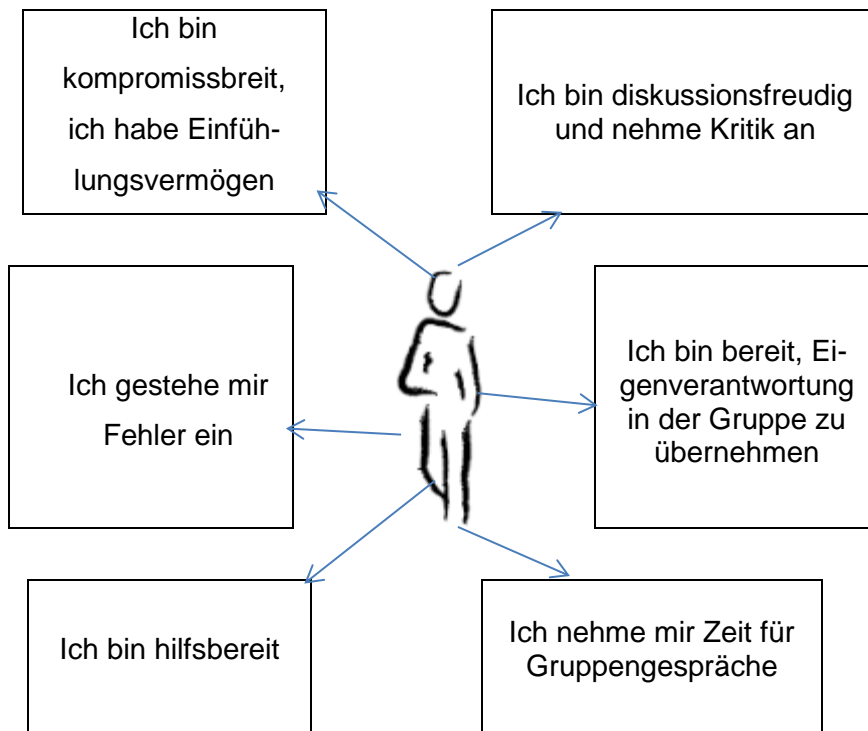 Ich bin
kompromissbreit,
ich habe Einfüh-
lungsvermögen
Ich bin diskussionsfreudig
und nehme Kritik an
Ich gestehe mir
Fehler ein
Ich bin bereit, Ei-
genverantwortung
in der Gruppe zu
übernehmen
Ich bin hilfsbereit
Ich nehme mir Zeit für
Gruppengespräche